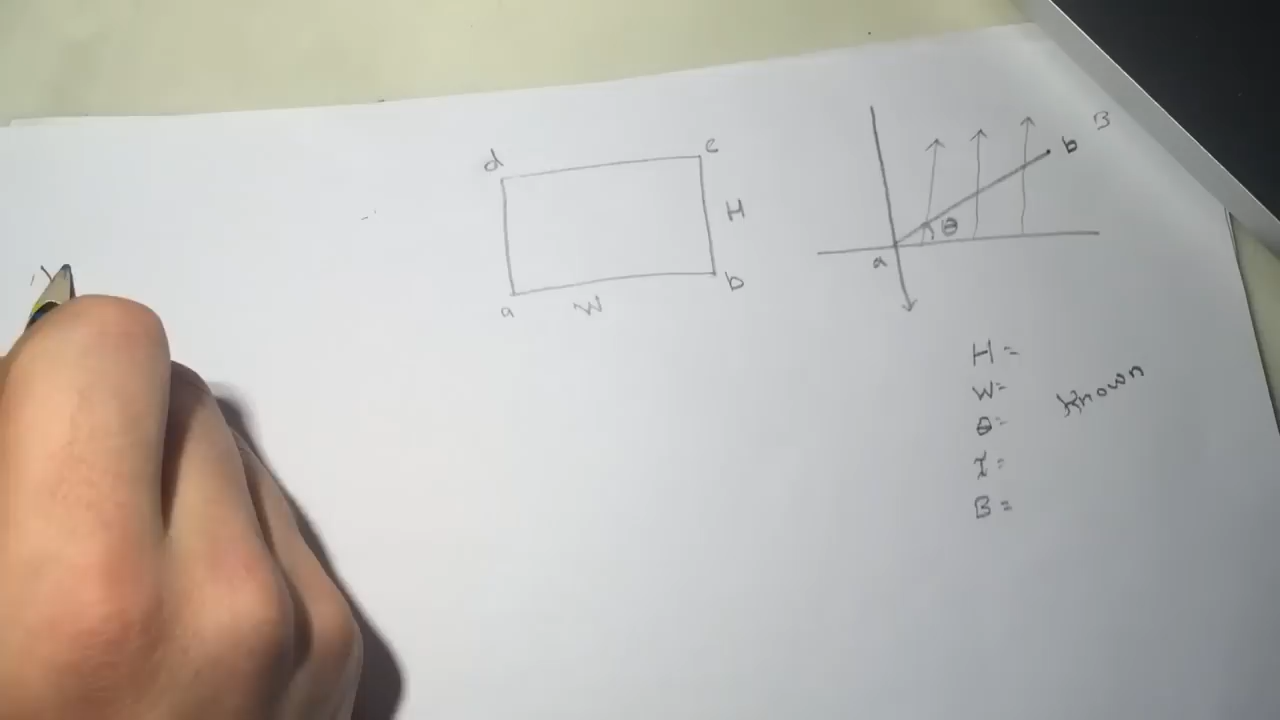 d c
H
a W b
B
b
θ
a
H =
W =
θ =
I =
B =
Known